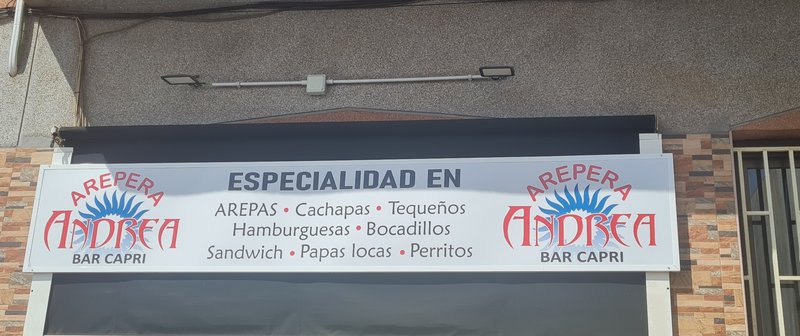 AREPERA
ANDREA
BAR CAPRI
ESPECIALIDAD EN
AREPAS • Cachapas • Tequeños
Hamburguesas • Bocadillos
Sandwich • Papas locas • Perritos
AREPERA
ANDREA
BAR CAPRI